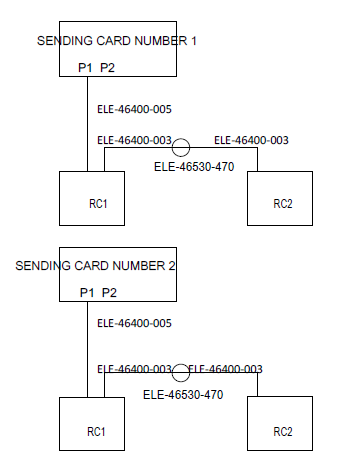 SENDING CARD NUMBER 1
P1 P2
ELE-46400-005
ELE-46400-003 ELE-46400-003
ELE-46530-470
RC1 RC2
SENDING CARD NUMBER 2
P1 P2
ELE-46400-005
ELE-46400-003 ELE-46400-003
ELE-46530-470
RC1 RC2